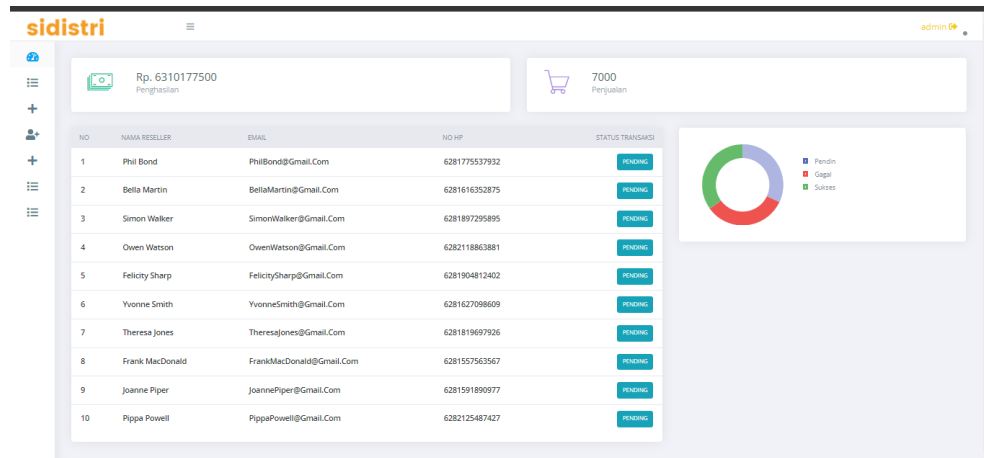 sidistri
admin
Rp. 6310177500
Penghasilan
7000
Penjualan
NO NAMA RESELLER EMAIL NO HP STATUS TRANSAKSI
1 Phil Bond PhilBond@Gmail.Com 6281775537932 PENDING
2 Bella Martin BellaMartin@Gmail.Com 6281616352875 PENDING
3 Simon Walker SimonWalker@Gmail.Com 6281897295895 PENDING
4 Owen Watson OwenWatson@Gmail.Com 6282118863881 PENDING
5 Felicity Sharp FelicitySharp@Gmail.Com 6281904812402 PENDING
6 Yvonne Smith YvonneSmith@Gmail.Com 6281627098609 PENDING
7 Theresa Jones TheresaJones@Gmail.Com 6281819697926 PENDING
8 Frank MacDonald FrankMacDonald@Gmail.Com 6281557563567 PENDING
9 Joanne Piper JoannePiper@Gmail.Com 6281591890977 PENDING
10 Pippa Powell PippaPowell@Gmail.Com 6282125487427 PENDING
Pendin
Gagal
Sukses